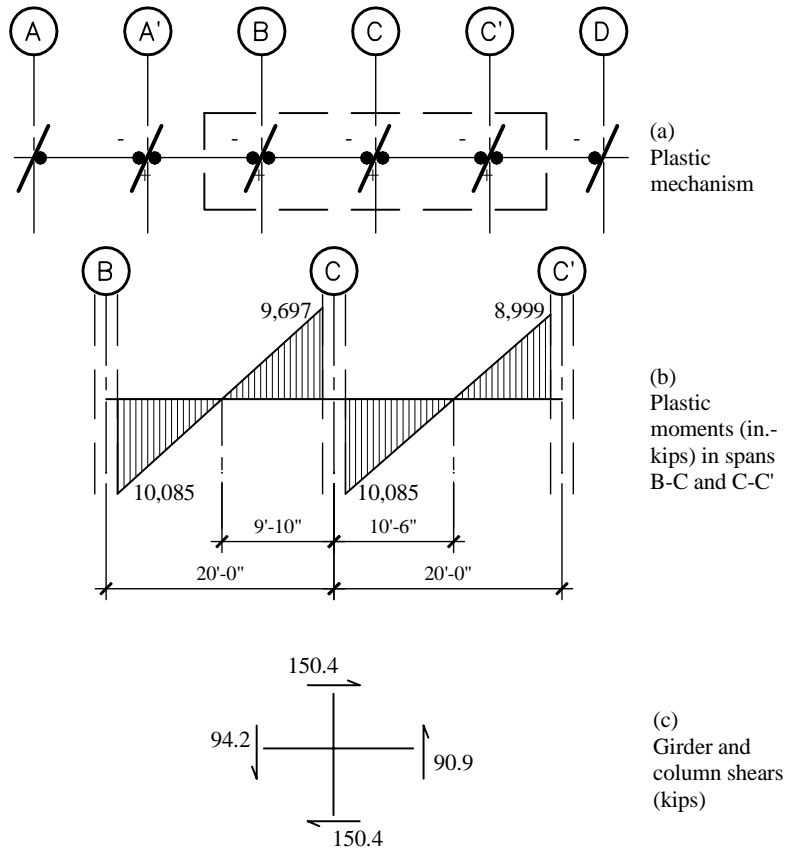 A A' B C C' D
- - - - -
+ + + +
(a)
Plastic
mechanism
B C C'
9,697 8,999
10,085 10,085
(b)
Plastic
moments (in.-
kips) in spans
B-C and C-C'
9'-10" 10'-6"
20'-0" 20'-0"
150.4
94.2
90.9
150.4
(c)
Girder and
column shears
(kips)